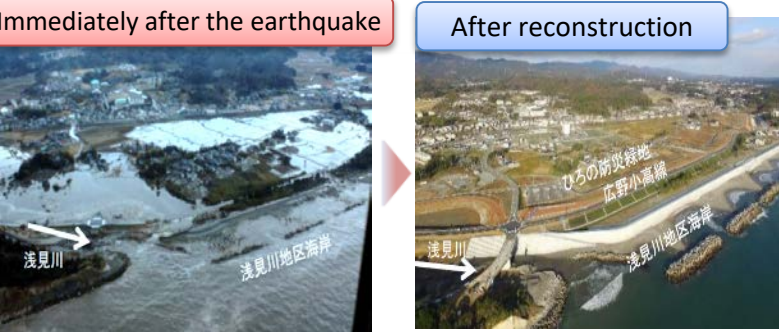 Immediately after the earthquake
After reconstruction
浅見川
浅見川地区海岸
ひろの防災緑地
広野小高線
浅見川
浅見川地区海岸